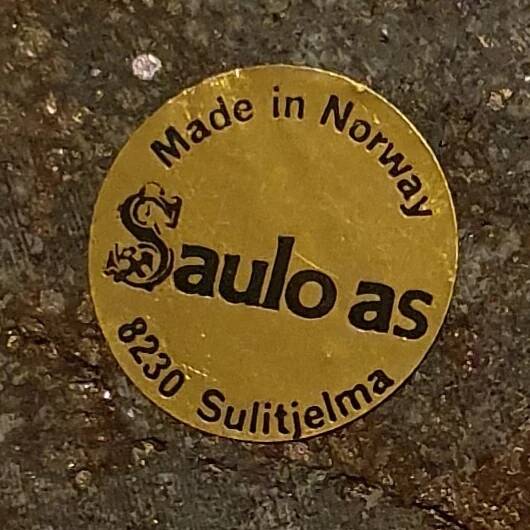 Made in Norway
Saulo as
8230 Sulitjelma